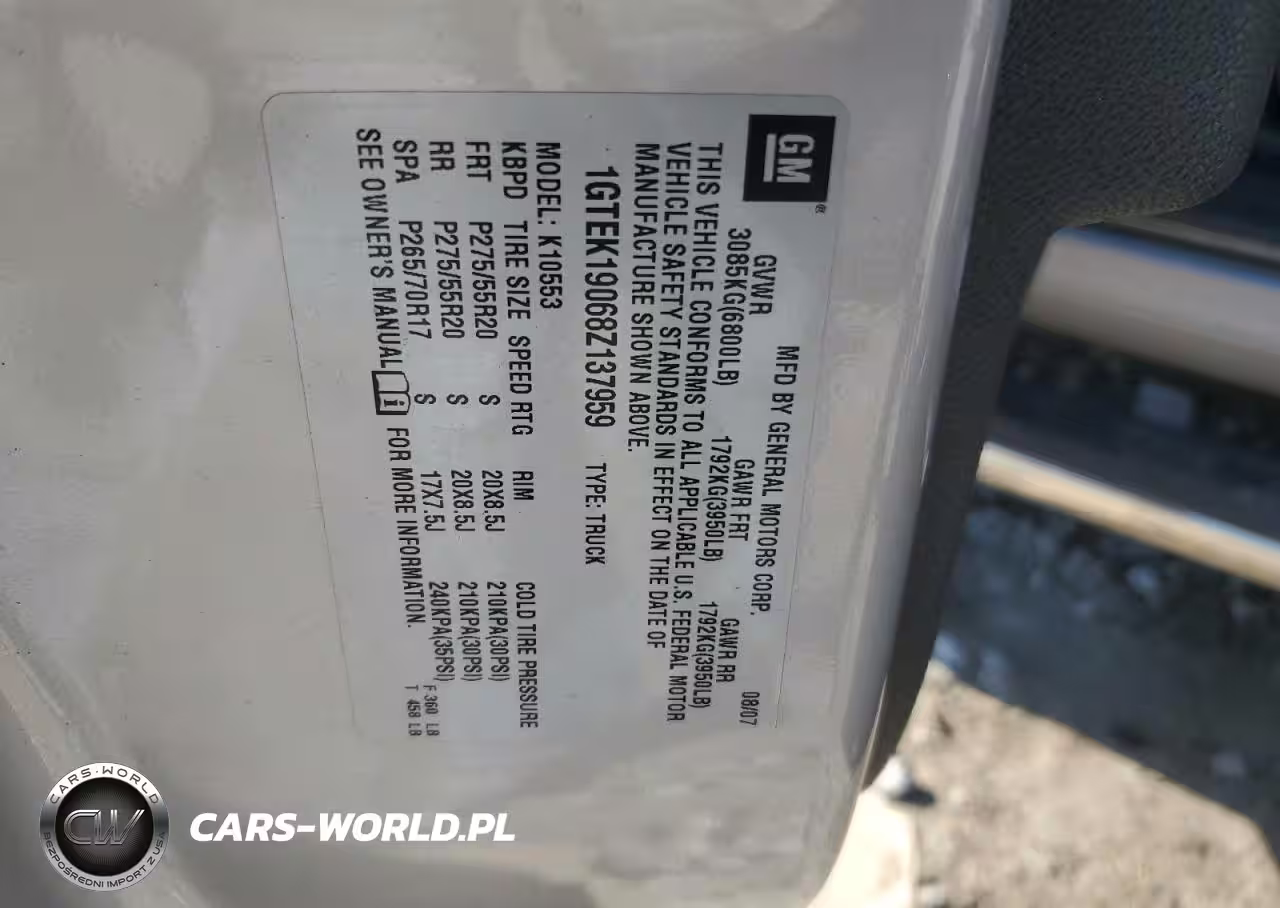 GM®
MFD BY GENERAL MOTORS CORP. 08/07
GVWR GAWR FRT GAWR RR
3085KG(6800LB) 1792KG(3950LB) 1792KG(3950LB)
THIS VEHICLE CONFORMS TO ALL APPLICABLE U.S. FEDERAL MOTOR
VEHICLE SAFETY STANDARDS IN EFFECT ON THE DATE OF
MANUFACTURE SHOWN ABOVE.
1GTEK19068Z137959 TYPE: TRUCK
MODEL: K10553
KBPD TIRE SIZE SPEED RTG RIM COLD TIRE PRESSURE
FRT P275/55R20 S 20X8.5J 210KPA(30PSI)
RR P275/55R20 S 20X8.5J 210KPA(30PSI)
SPA P265/70R17 S 17X7.5J 240KPA(35PSI) F 360 LB
SEE OWNER'S MANUAL i FOR MORE INFORMATION. T 458 LB
CARS-WORLD
CW
BEZPOŚREDNI IMPORT Z USA
CARS-WORLD.PL